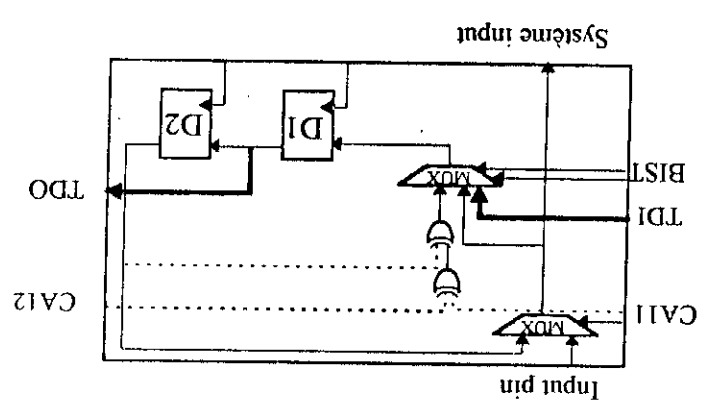 Input pin
MUX
CA11
CA12
TDI
TDO
BIST
MUX
D1
D2
Système input